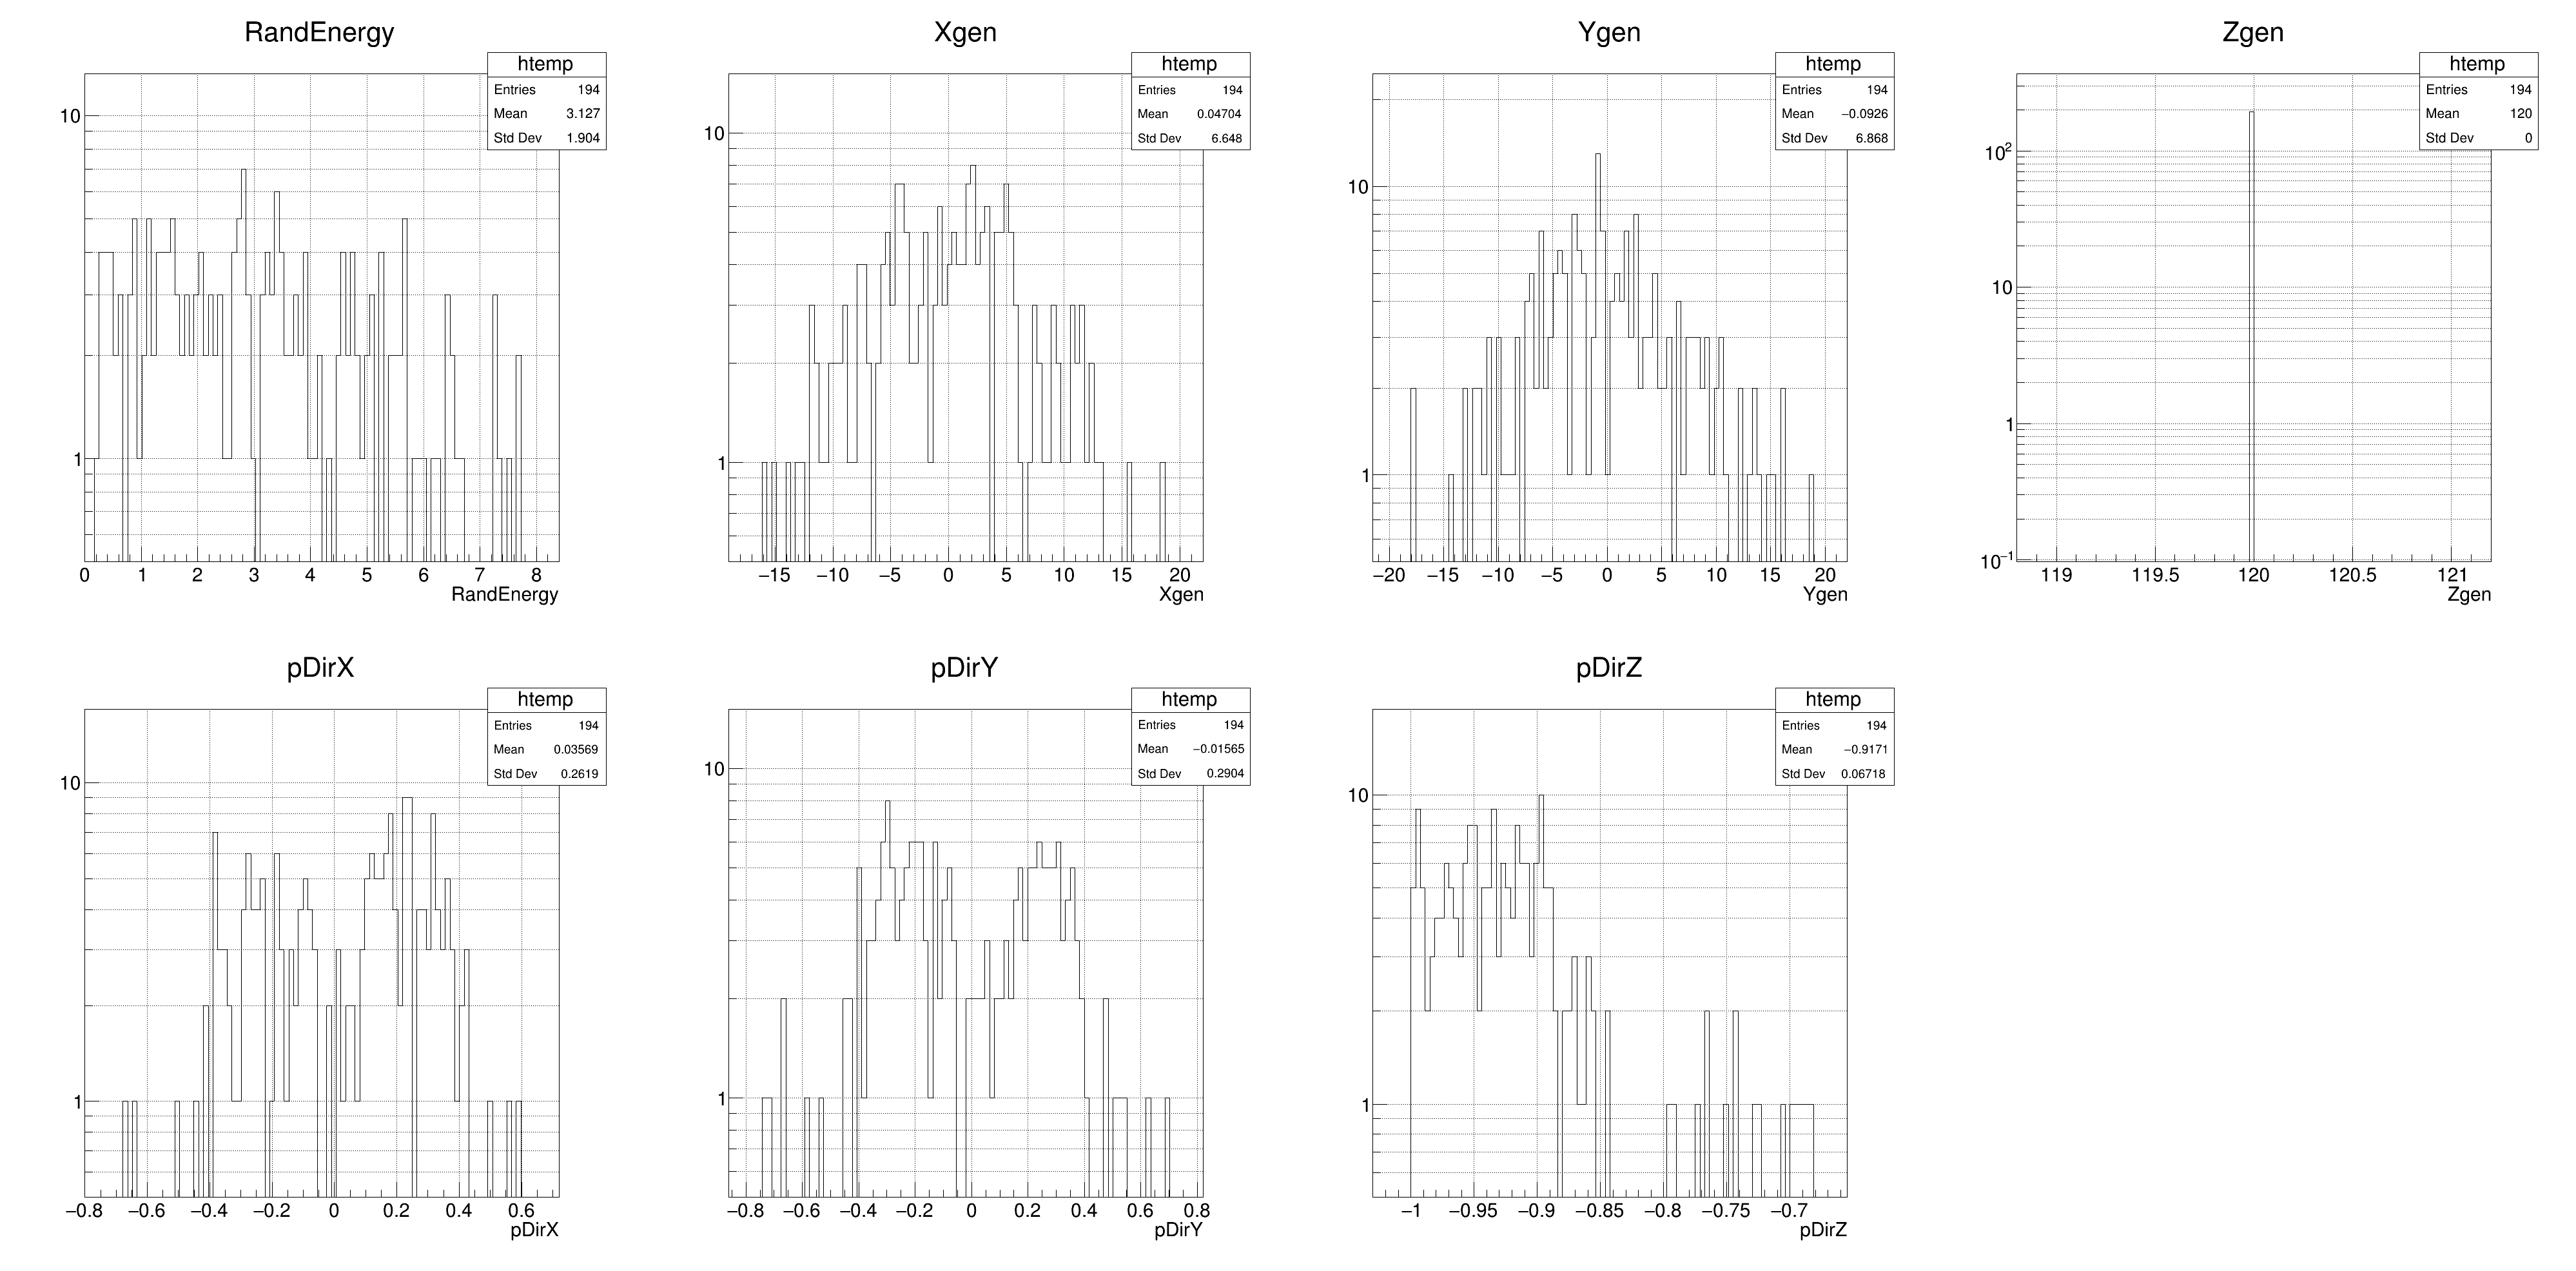 RandEnergy
htemp
Entries 194
Mean 3.127
Std Dev 1.904
10
1
0 1 2 3 4 5 6 7 8
RandEnergy
Xgen
htemp
Entries 194
Mean 0.04704
Std Dev 6.648
10
1
−15 −10 −5 0 5 10 15 20
Xgen
Ygen
htemp
Entries 194
Mean −0.0926
Std Dev 6.868
10
1
−20 −15 −10 −5 0 5 10 15 20
Ygen
Zgen
htemp
Entries 194
Mean 120
Std Dev 0
10²
10
1
10⁻¹
119 119.5 120 120.5 121
Zgen
pDirX
htemp
Entries 194
Mean 0.03569
Std Dev 0.2619
10
1
−0.8 −0.6 −0.4 −0.2 0 0.2 0.4 0.6
pDirX
pDirY
htemp
Entries 194
Mean −0.01565
Std Dev 0.2904
10
1
−0.8 −0.6 −0.4 −0.2 0 0.2 0.4 0.6 0.8
pDirY
pDirZ
htemp
Entries 194
Mean −0.9171
Std Dev 0.06718
10
1
−1 −0.95 −0.9 −0.85 −0.8 −0.75 −0.7
pDirZ